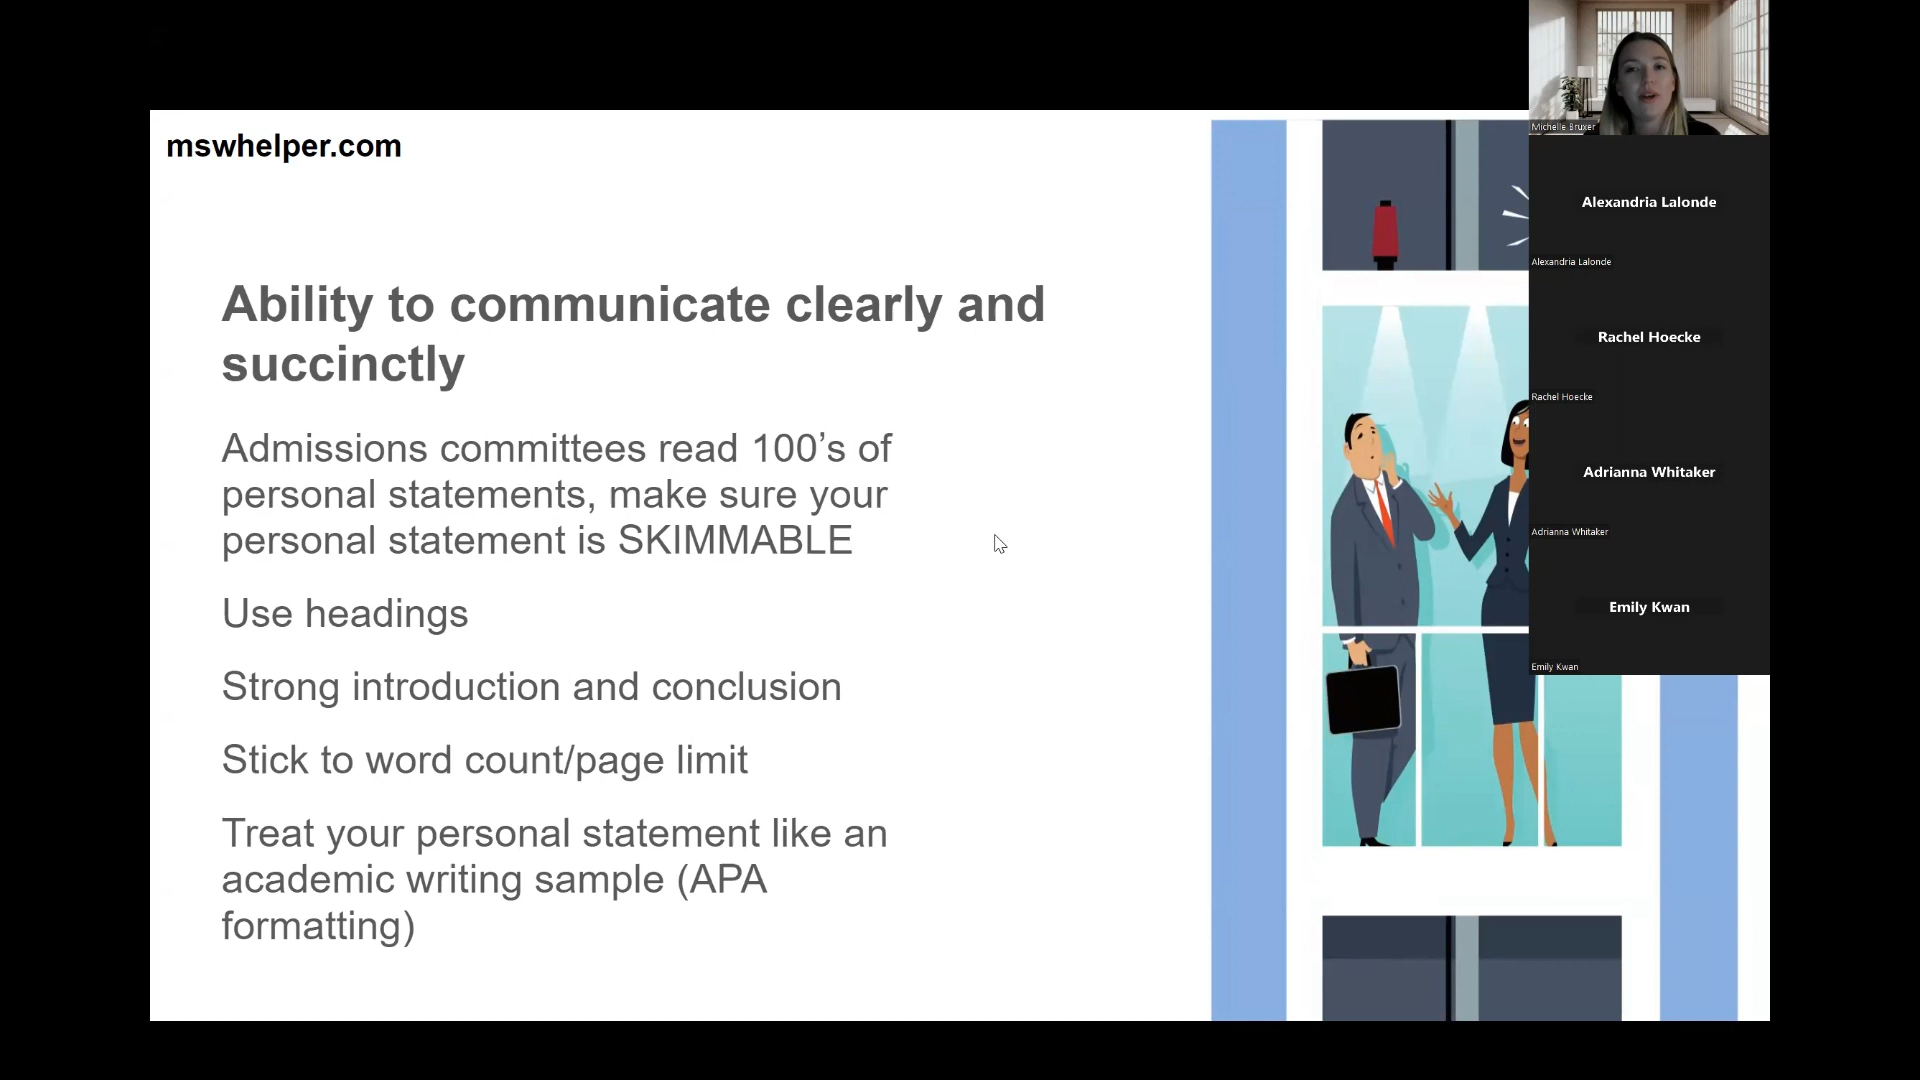 mswhelper.com
Ability to communicate clearly and
succinctly
Admissions committees read 100’s of
personal statements, make sure your
personal statement is SKIMMABLE
Use headings
Strong introduction and conclusion
Stick to word count/page limit
Treat your personal statement like an
academic writing sample (APA
formatting)
Michelle Bruxer
Alexandria Lalonde
Alexandria Lalonde
Rachel Hoecke
Rachel Hoecke
Adrianna Whitaker
Adrianna Whitaker
Emily Kwan
Emily Kwan